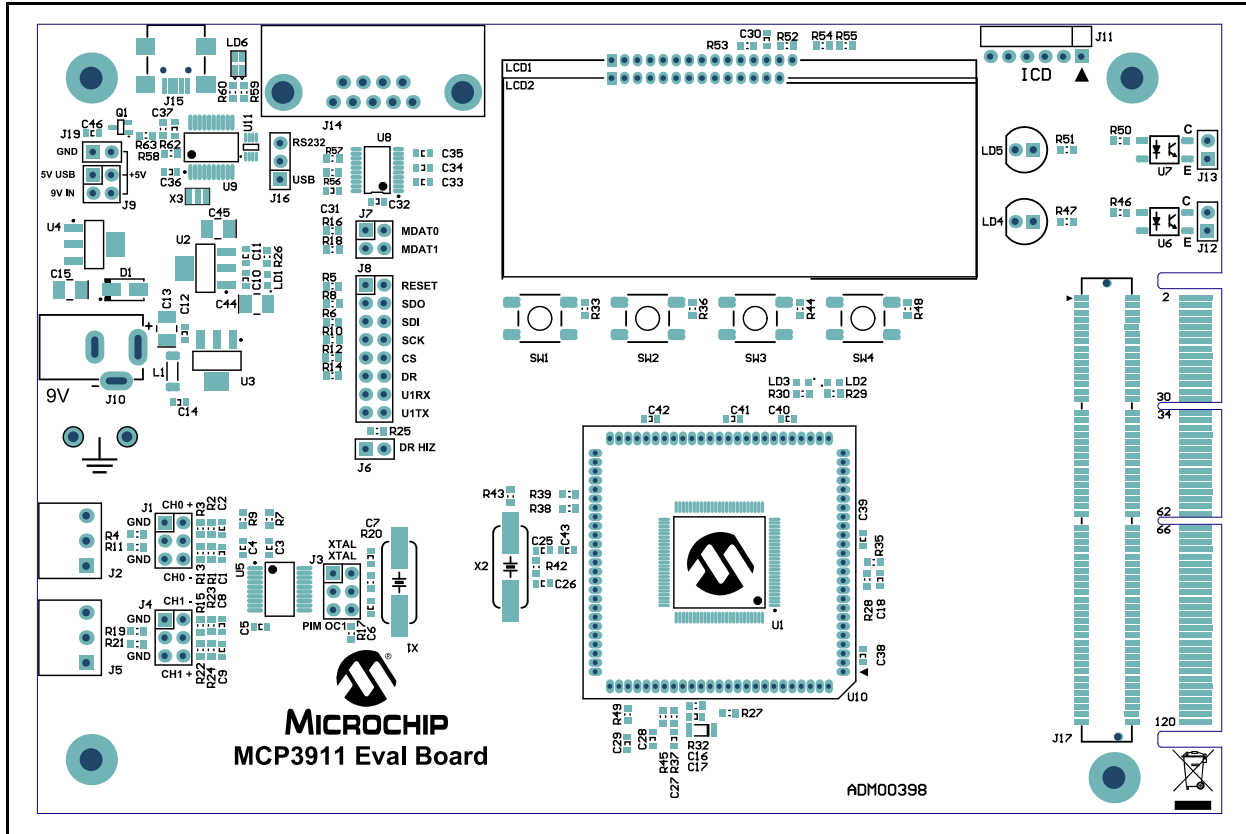 LD6
J15
R60
R59
J14
C30
R53
R52
R54
R55
LCD1
LCD2
J11
ICD
C46
Q1
C37
J19
R63
R62
R58
U11
GND
5V USB
+5V
9V IN
J9
C36
X3
U9
RS232
USB
J16
R57
R56
U8
C35
C34
C33
C32
LD5
R51
R50
C
E
U7
J13
LD4
R47
R46
C
E
U6
J12
U4
C45
U2
C11
R26
C10
LD1
C44
C15
D1
C13
C12
+
-
J10
9V
L1
U3
C14
C31
R16
R18
J7
MDAT0
MDAT1
J8
R5
RESET
R8
SDO
R6
SDI
R10
SCK
R12
CS
R14
DR
U1RX
U1TX
R25
DR HIZ
J6
R33
R36
R44
R48
SW1
SW2
SW3
SW4
LD3
LD2
R30
R29
2
30
34
62
66
120
J17
C42
C41
C40
R43
R39
R38
C25
C43
X2
R42
C26
C39
R35
R28
C18
C38
U1
U10
J1
CH0 +
R3
R2
C2
GND
R4
R11
GND
J2
CH0 -
R13
R1
C1
J4
CH1 -
R15
R23
C8
GND
R19
R21
GND
J5
CH1 +
R22
R24
C9
R9
R7
C4
C3
U5
C5
C7
R20
XTAL
XTAL
J3
PIM OC1
R17
C6
X1
®
MICROCHIP
MCP3911 Eval Board
R49
C29
C28
R45
R37
C27
R32
C16
C17
R27
ADM00398